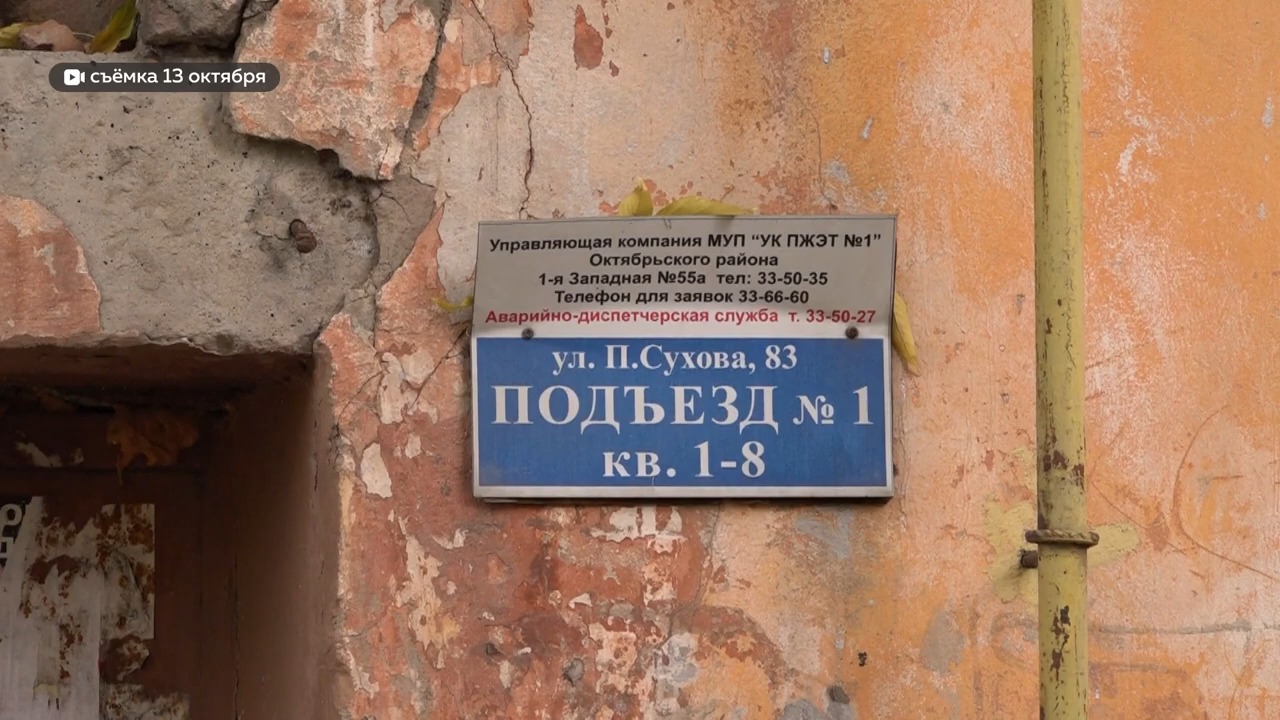 съёмка 13 октября
Управляющая компания МУП “УК ПЖЭТ №1”
Октябрьского района
1-я Западная №55а тел: 33-50-35
Телефон для заявок 33-66-60
Аварийно-диспетчерская служба т. 33-50-27
ул. П.Сухова, 83
ПОДЪЕЗД № 1
кв. 1-8